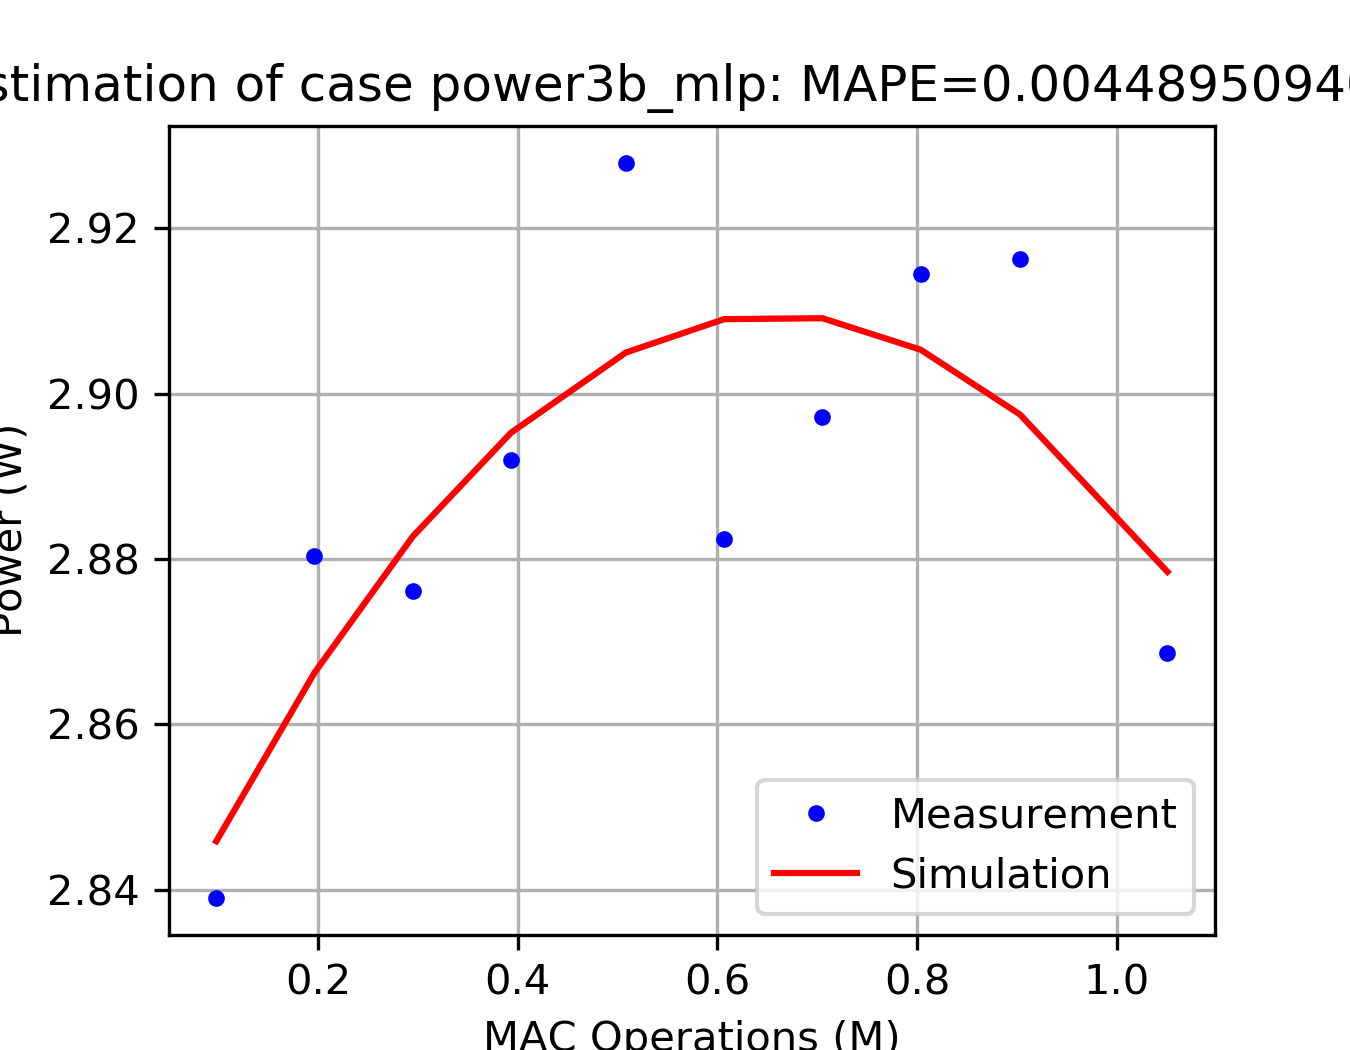 stimation of case power3b_mlp: MAPE=0.0044895094
2.92
2.90
2.88
2.86
2.84
Power (W)
0.2 0.4 0.6 0.8 1.0
MAC Operations (M)
Measurement
Simulation